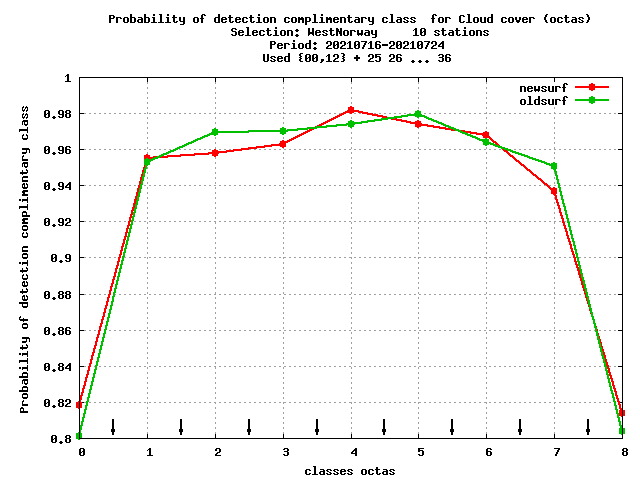 Probability of detection complimentary class  for Cloud cover (octas)
Selection: WestNorway     10 stations
Period: 20210716-20210724
Used {00,12} + 25 26 ... 36
newsurf
oldsurf
Probability of detection complimentary class
1
0.98
0.96
0.94
0.92
0.9
0.88
0.86
0.84
0.82
0.8
0 1 2 3 4 5 6 7 8
classes octas